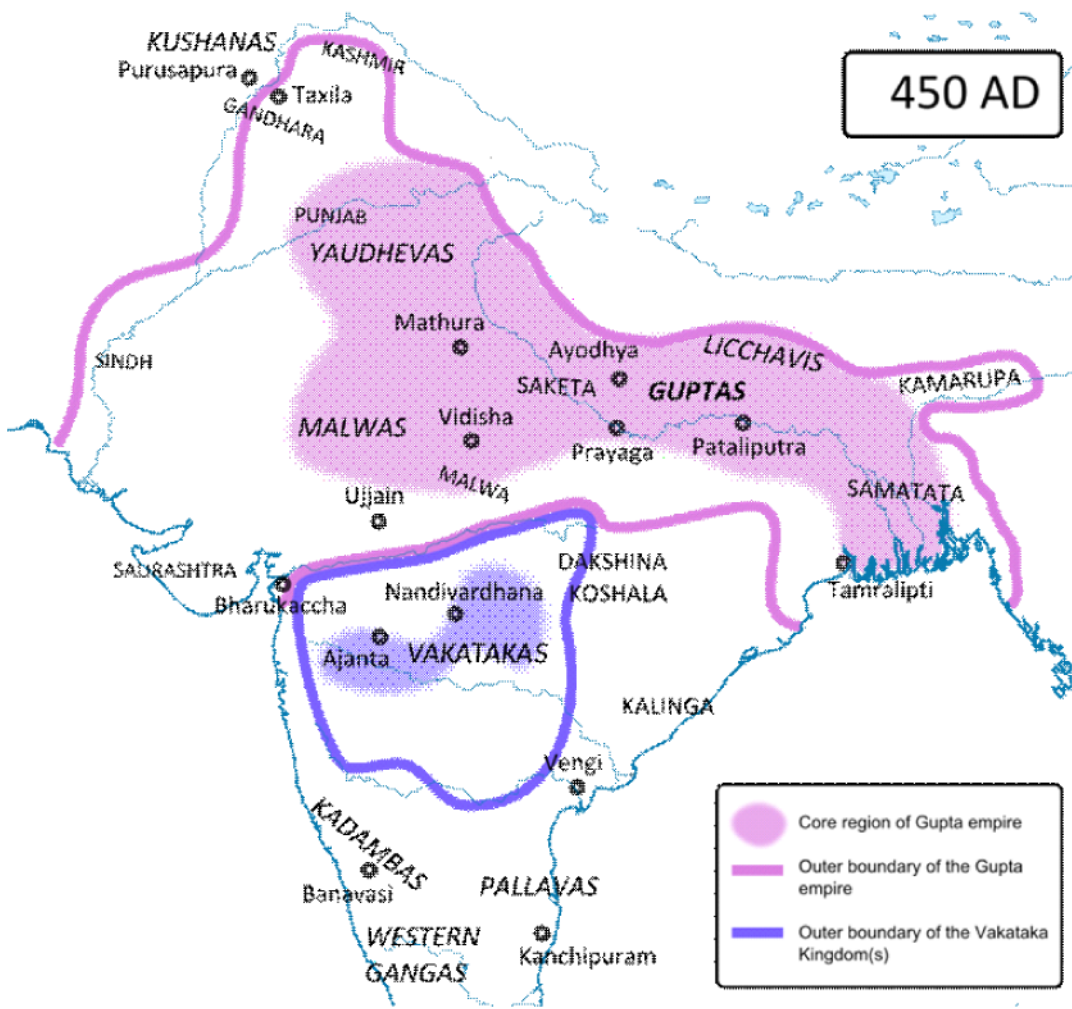 KUSHANAS
KASHMIR
450 AD
Purusapura
Taxila
GANDHARA
PUNJAB
YAUDHEVAS
Mathura
Ayodhya
LICCHAVIS
SINDH
SAKETA
GUPTAS
KAMARUPA
MALWAS
Vidisha
Prayaga
Pataliputra
MALWA
SAMATATA
Ujjain
SAURASHTRA
Bharukaccha
DAKSHINA
KOSHALA
Nandivardhana
Tamralipti
Ajanta
VAKATAKAS
KALINGA
Vengi
KADAMBAS
Banavasi
PALLAVAS
WESTERN
GANGAS
Kanchipuram
Core region of Gupta empire
Outer boundary of the Gupta
empire
Outer boundary of the Vakataka
Kingdom(s)